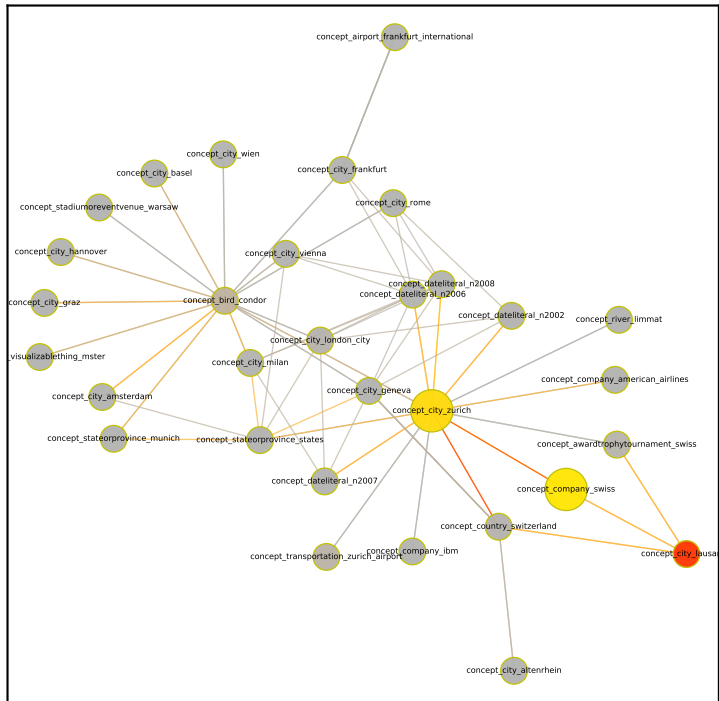 concept_airport_frankfurt_international
concept_city_wien
concept_city_basel
concept_city_frankfurt
concept_city_rome
concept_stadiumoreventvenue_warsaw
concept_city_hannover
concept_city_vienna
concept_dateliteral_n2008
concept_dateliteral_n2006
concept_bird_condor
concept_city_graz
concept_dateliteral_n2002
concept_river_limmat
concept_city_london_city
_visualizablething_mster
concept_city_milan
concept_company_american_airlines
concept_city_geneva
concept_city_amsterdam
concept_city_zurich
concept_stateorprovince_munich
concept_stateorprovince_states
concept_awardtrophytournament_swiss
concept_dateliteral_n2007
concept_company_swiss
concept_country_switzerland
concept_transportation_zurich_airport
concept_company_ibm
concept_city_lausan
concept_city_altenrhein